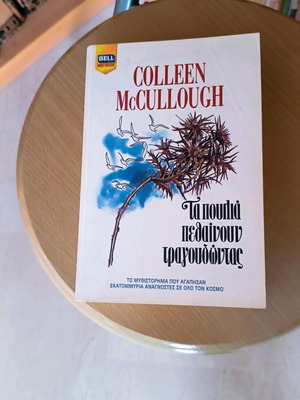 BELL
COLLEEN
McCULLOUGH
Τα πουλιά
πεθαίνουν
τραγουδώντας
ΤΟ ΜΥΘΙΣΤΟΡΗΜΑ ΠΟΥ ΑΓΑΠΗΣΑΝ
ΕΚΑΤΟΜΜΥΡΙΑ ΑΝΑΓΝΩΣΤΕΣ ΣΕ ΟΛΟ ΤΟΝ ΚΟΣΜΟ